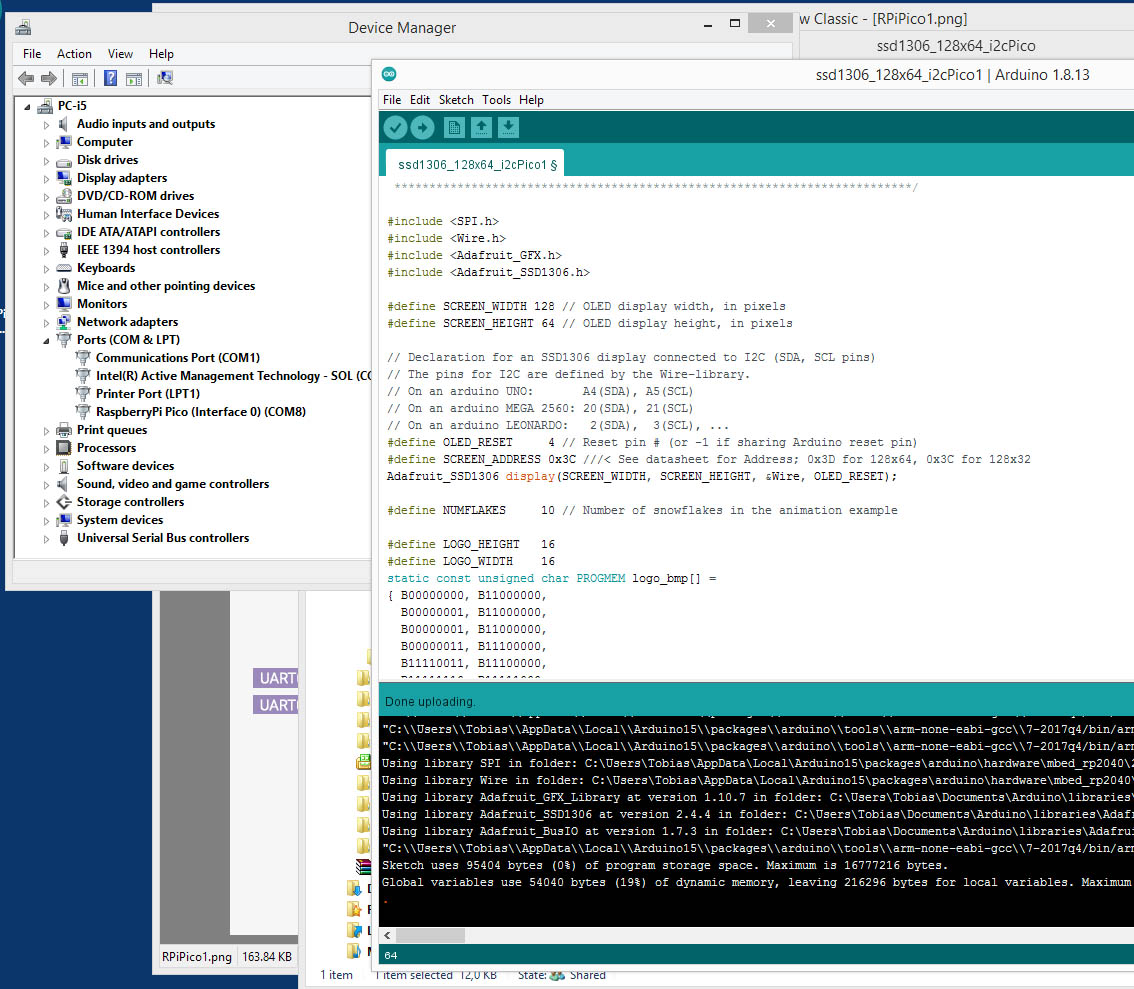 Device Manager
File Action View Help
PC-i5
Audio inputs and outputs
Computer
Disk drives
Display adapters
DVD/CD-ROM drives
Human Interface Devices
IDE ATA/ATAPI controllers
IEEE 1394 host controllers
Keyboards
Mice and other pointing devices
Monitors
Network adapters
Ports (COM & LPT)
Communications Port (COM1)
Intel(R) Active Management Technology - SOL (CO
Printer Port (LPT1)
RaspberryPi Pico (Interface 0) (COM8)
Print queues
Processors
Software devices
Sound, video and game controllers
Storage controllers
System devices
Universal Serial Bus controllers
w Classic - [RPiPico1.png]
ssd1306_128x64_i2cPico
ssd1306_128x64_i2cPico1 | Arduino 1.8.13
File Edit Sketch Tools Help
ssd1306_128x64_i2cPico1 §
**************************************************************************/
#include <SPI.h>
#include <Wire.h>
#include <Adafruit_GFX.h>
#include <Adafruit_SSD1306.h>
#define SCREEN_WIDTH 128 // OLED display width, in pixels
#define SCREEN_HEIGHT 64 // OLED display height, in pixels
// Declaration for an SSD1306 display connected to I2C (SDA, SCL pins)
// The pins for I2C are defined by the Wire-library.
// On an arduino UNO: A4(SDA), A5(SCL)
// On an arduino MEGA 2560: 20(SDA), 21(SCL)
// On an arduino LEONARDO: 2(SDA), 3(SCL), ...
#define OLED_RESET 4 // Reset pin # (or -1 if sharing Arduino reset pin)
#define SCREEN_ADDRESS 0x3C ///< See datasheet for Address; 0x3D for 128x64, 0x3C for 128x32
Adafruit_SSD1306 display(SCREEN_WIDTH, SCREEN_HEIGHT, &Wire, OLED_RESET);
#define NUMFLAKES 10 // Number of snowflakes in the animation example
#define LOGO_HEIGHT 16
#define LOGO_WIDTH 16
static const unsigned char PROGMEM logo_bmp[] =
{ B00000000, B11000000,
B00000001, B11000000,
B00000001, B11000000,
B00000011, B11100000,
B11110011, B11100000,
Done uploading.
"C:\\Users\\Tobias\\AppData\\Local\\Arduino15\\packages\\arduino\\tools\\arm-none-eabi-gcc\\7-2017q4/bin/arm
"C:\\Users\\Tobias\\AppData\\Local\\Arduino15\\packages\\arduino\\tools\\arm-none-eabi-gcc\\7-2017q4/bin/arm
Using library SPI in folder: C:\Users\Tobias\AppData\Local\Arduino15\packages\arduino\hardware\mbed_rp2040\2
Using library Wire in folder: C:\Users\Tobias\AppData\Local\Arduino15\packages\arduino\hardware\mbed_rp2040\
Using library Adafruit_GFX_Library at version 1.10.7 in folder: C:\Users\Tobias\Documents\Arduino\libraries\
Using library Adafruit_SSD1306 at version 2.4.4 in folder: C:\Users\Tobias\Documents\Arduino\libraries\Adafr
Using library Adafruit_BusIO at version 1.7.3 in folder: C:\Users\Tobias\Documents\Arduino\libraries\Adafrui
"C:\\Users\\Tobias\\AppData\\Local\\Arduino15\\packages\\arduino\\tools\\arm-none-eabi-gcc\\7-2017q4/bin/arm
Sketch uses 95404 bytes (0%) of program storage space. Maximum is 16777216 bytes.
Global variables use 54040 bytes (19%) of dynamic memory, leaving 216296 bytes for local variables. Maximum
64
UART
UART
RPiPico1.png 163.84 KB
1 item 1 item selected 12,0 KB State: Shared